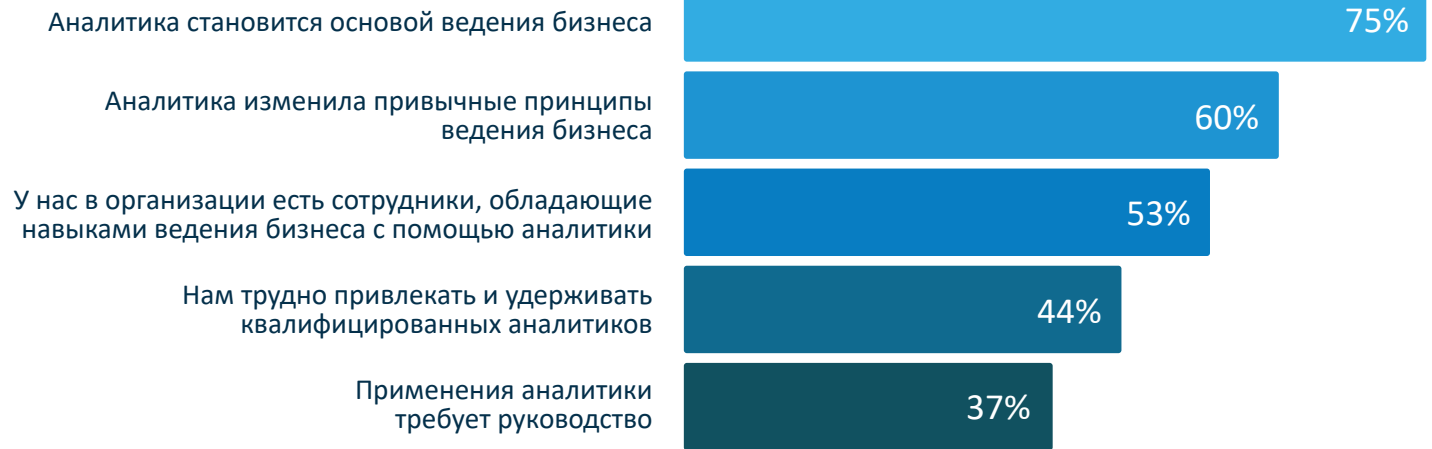 Аналитика становится основой ведения бизнеса
75%
Аналитика изменила привычные принципы
ведения бизнеса
60%
У нас в организации есть сотрудники, обладающие
навыками ведения бизнеса с помощью аналитики
53%
Нам трудно привлекать и удерживать
квалифицированных аналитиков
44%
Применения аналитики
требует руководство
37%